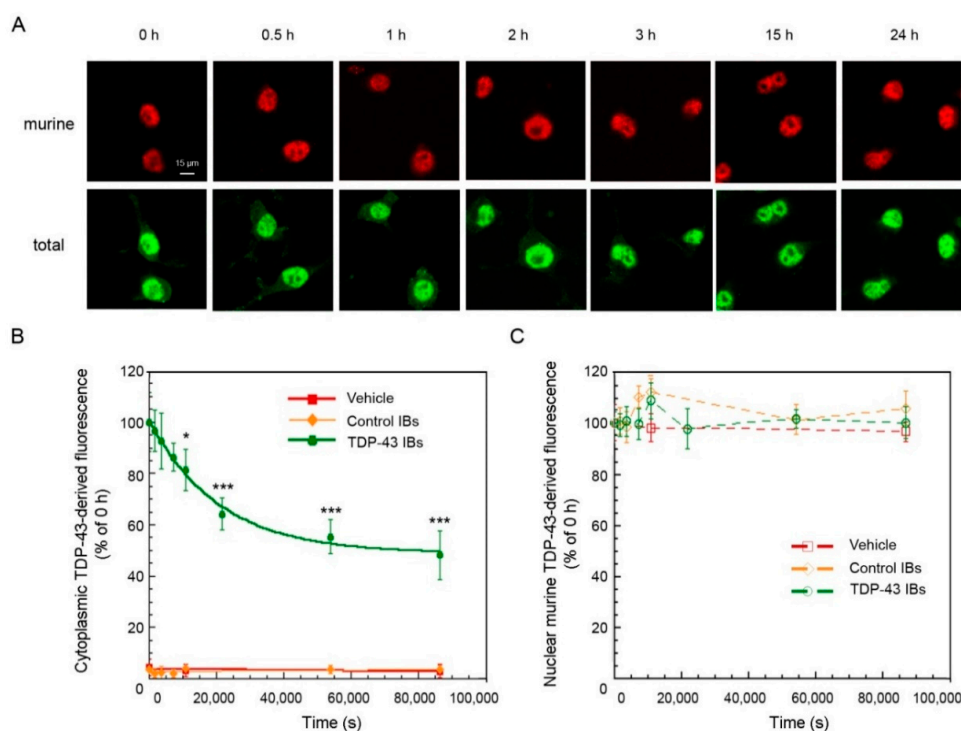 A
0 h 0.5 h 1 h 2 h 3 h 15 h 24 h
murine
15 µm
total
B
Cytoplasmic TDP-43-derived fluorescence
(% of 0 h)
120
100
80
60
40
20
0
0 20,000 40,000 60,000 80,000 100,000
Time (s)
Vehicle
Control IBs
TDP-43 IBs
*
***
***
***
C
Nuclear murine TDP-43-derived fluorescence
(% of 0 h)
120
100
80
60
40
20
0
0 20,000 40,000 60,000 80,000 100,000
Time (s)
Vehicle
Control IBs
TDP-43 IBs